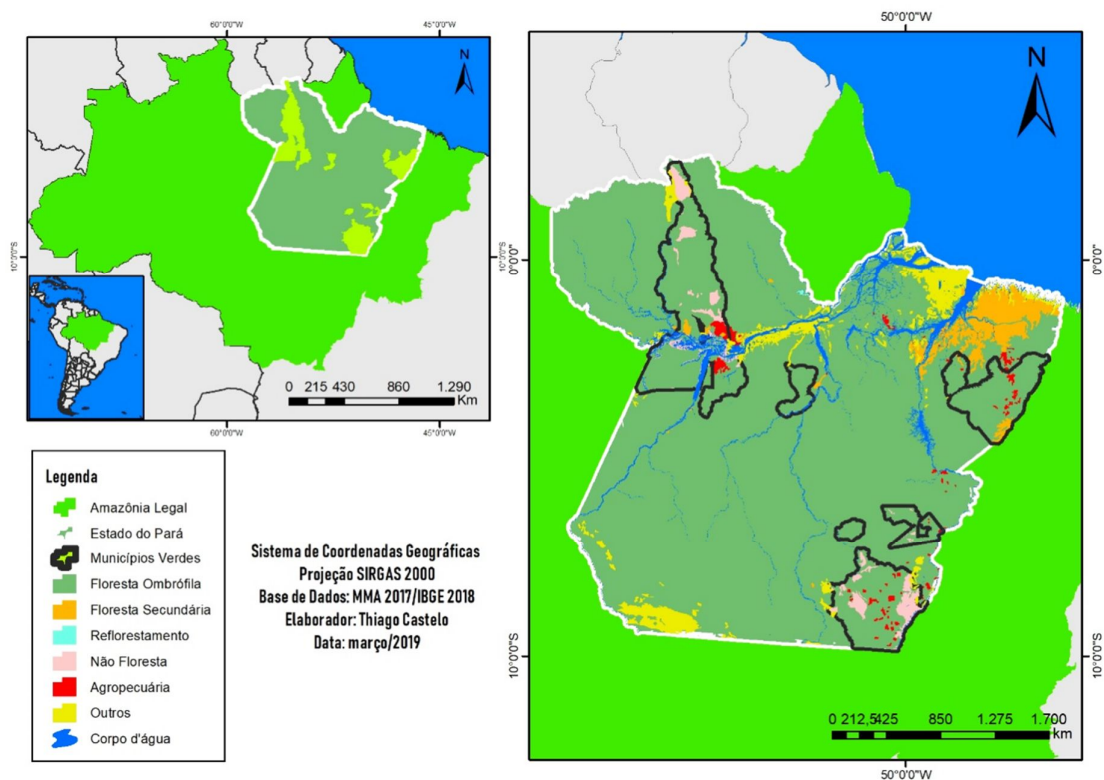 60°0'0"W
45°0'0"W
N
10°0'0"S
10°0'0"S
0 215 430 860 1.290
Km
60°0'0"W
45°0'0"W
Legenda
Amazônia Legal
Estado do Pará
Municípios Verdes
Floresta Ombrófila
Floresta Secundária
Reflorestamento
Não Floresta
Agropecuária
Outros
Corpo d'água
Sistema de Coordenadas Geográficas
Projeção SIRGAS 2000
Base de Dados: MMA 2017/IBGE 2018
Elaborador: Thiago Castelo
Data: março/2019
50°0'0"W
N
0°0'0"
0°0'0"
10°0'0"S
10°0'0"S
0 212,5425 850 1.275 1.700
km
50°0'0"W